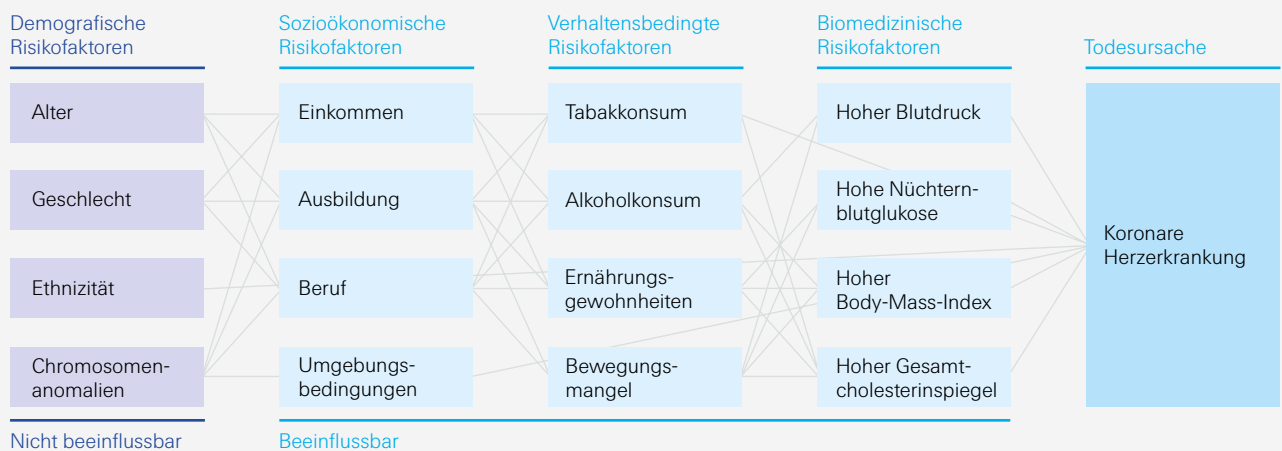 Demografische
Risikofaktoren
Sozioökonomische
Risikofaktoren
Verhaltensbedingte
Risikofaktoren
Biomedizinische
Risikofaktoren
Todesursache
Alter
Geschlecht
Ethnizität
Chromosomen-
anomalien
Einkommen
Ausbildung
Beruf
Umgebungs-
bedingungen
Tabakkonsum
Alkoholkonsum
Ernährungs-
gewohnheiten
Bewegungs-
mangel
Hoher Blutdruck
Hohe Nüchtern-
blutglukose
Hoher
Body-Mass-Index
Hoher Gesamt-
cholesterinspiegel
Koronare
Herzerkrankung
Nicht beeinflussbar
Beeinflussbar